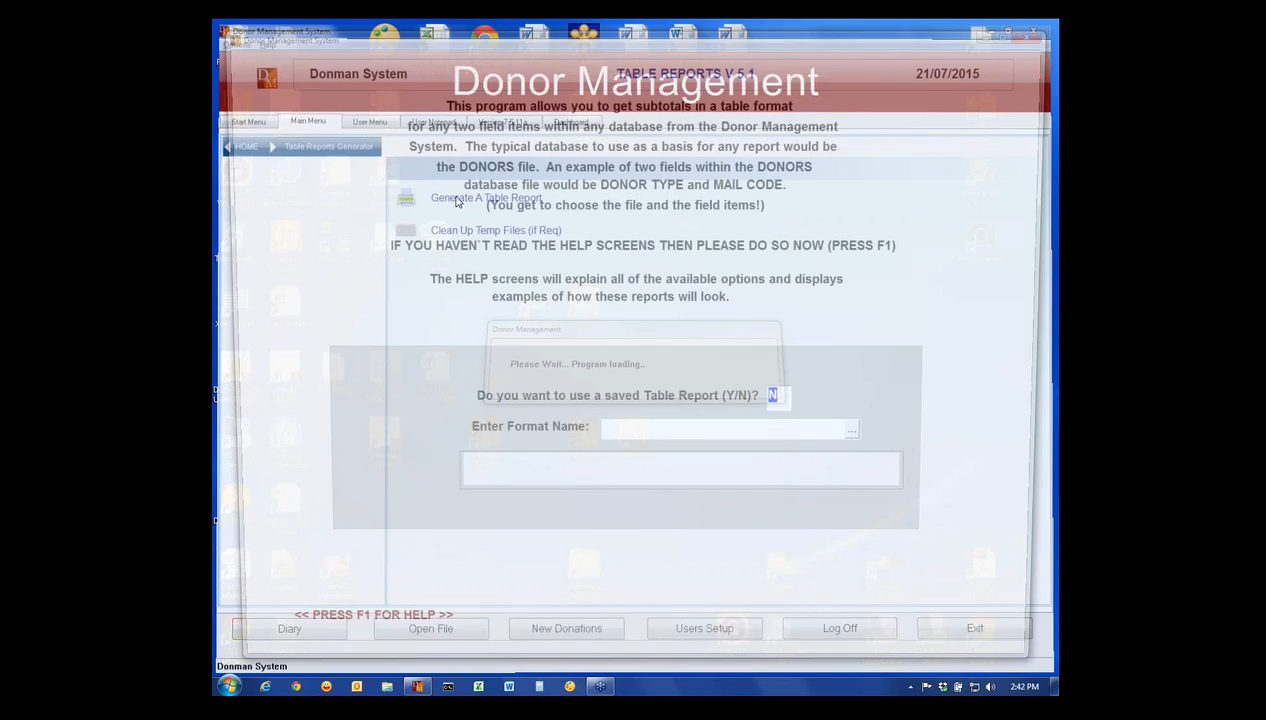 Donor Management System
Donor Management System
Donman System
Donor Management
TABLE REPORTS V 5.1
21/07/2015
This program allows you to get subtotals in a table format
Start Menu
Main Menu
User Menu
User Notepad
Dashboard
for any two field items within any database from the Donor Management
HOME
Table Reports Generator
System. The typical database to use as a basis for any report would be
the DONORS file. An example of two fields within the DONORS
database file would be DONOR TYPE and MAIL CODE.
Generate A Table Report
(You get to choose the file and the field items!)
Clean Up Temp Files (if Req)
IF YOU HAVEN`T READ THE HELP SCREENS THEN PLEASE DO SO NOW (PRESS F1)
The HELP screens will explain all of the available options and displays
examples of how these reports will look.
Donor Management
Please Wait... Program loading..
Do you want to use a saved Table Report (Y/N)? N
Enter Format Name:
...
<< PRESS F1 FOR HELP >>
Diary
Open File
New Donations
Users Setup
Log Off
Exit
Donman System
2:42 PM